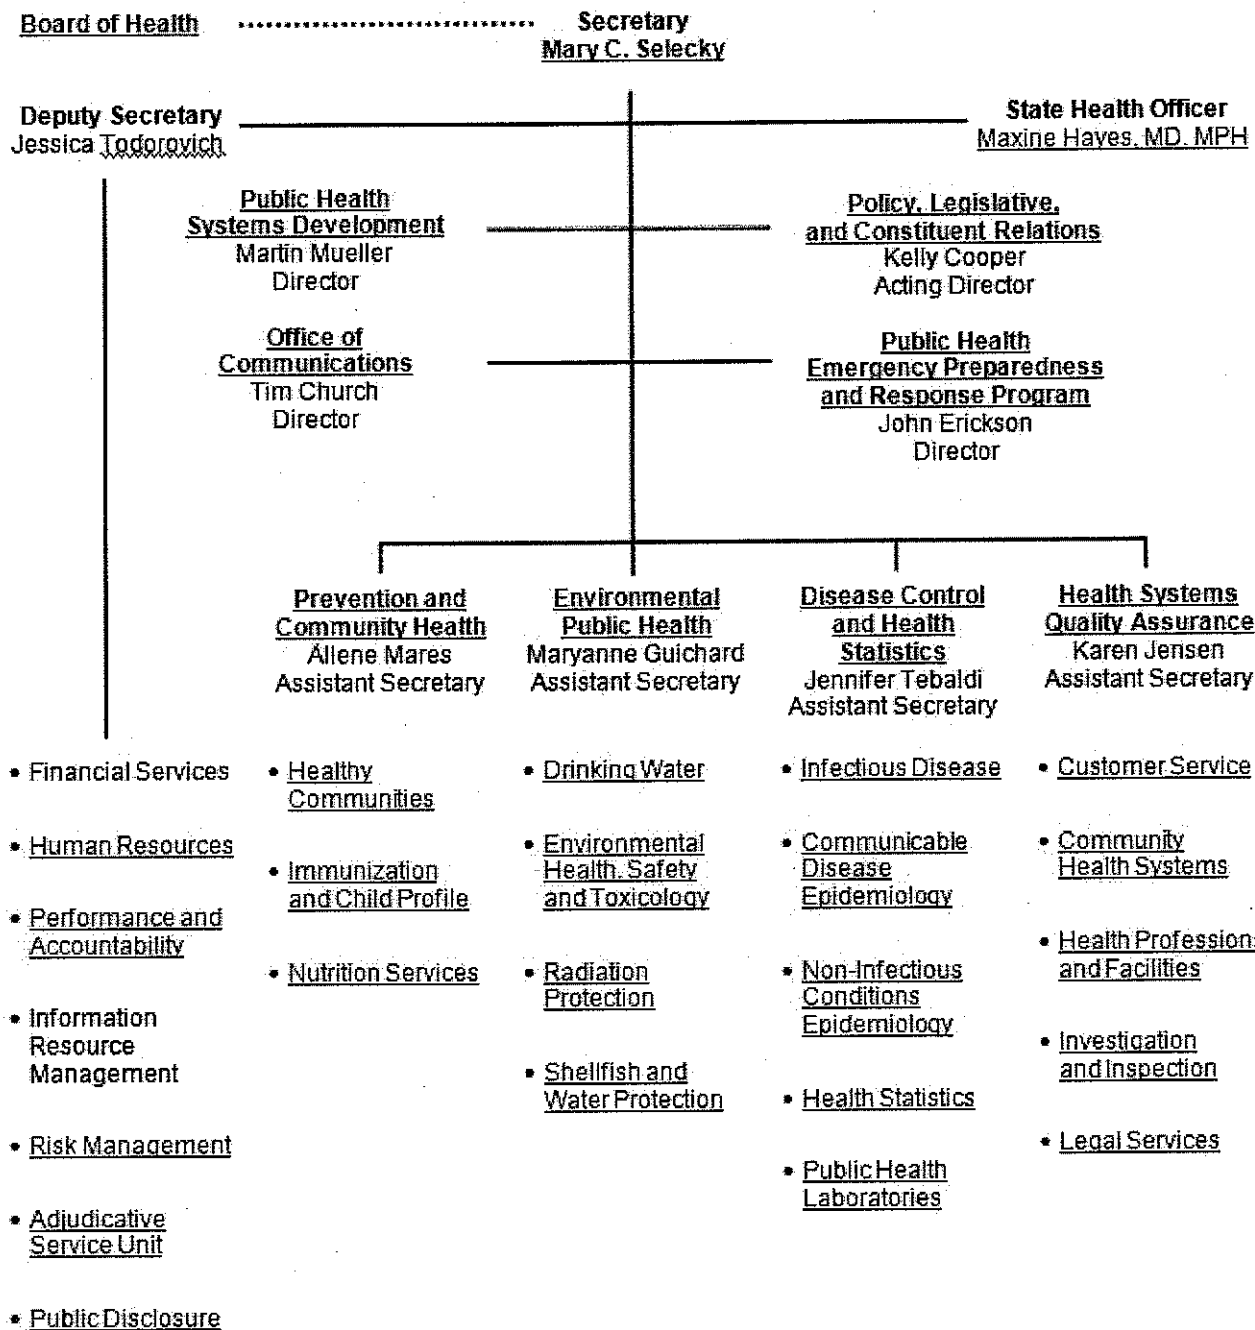 Board of Health
Secretary
Mary C. Selecky
Deputy Secretary
Jessica Todorovich
State Health Officer
Maxine Hayes, MD, MPH
Public Health
Systems Development
Martin Mueller
Director
Policy, Legislative,
and Constituent Relations
Kelly Cooper
Acting Director
Office of
Communications
Tim Church
Director
Public Health
Emergency Preparedness
and Response Program
John Erickson
Director
Prevention and
Community Health
Allene Mares
Assistant Secretary
Environmental
Public Health
Maryanne Guichard
Assistant Secretary
Disease Control
and Health
Statistics
Jennifer Tebaldi
Assistant Secretary
Health Systems
Quality Assurance
Karen Jensen
Assistant Secretary
• Financial Services
• Human Resources
• Performance and
Accountability
• Information
Resource
Management
• Risk Management
• Adjudicative
Service Unit
• Public Disclosure
• Healthy
Communities
• Immunization
and Child Profile
• Nutrition Services
• Drinking Water
• Environmental
Health, Safety
and Toxicology
• Radiation
Protection
• Shellfish and
Water Protection
• Infectious Disease
• Communicable
Disease
Epidemiology
• Non-Infectious
Conditions
Epidemiology
• Health Statistics
• Public Health
Laboratories
• Customer Service
• Community
Health Systems
• Health Profession
and Facilities
• Investigation
and Inspection
• Legal Services